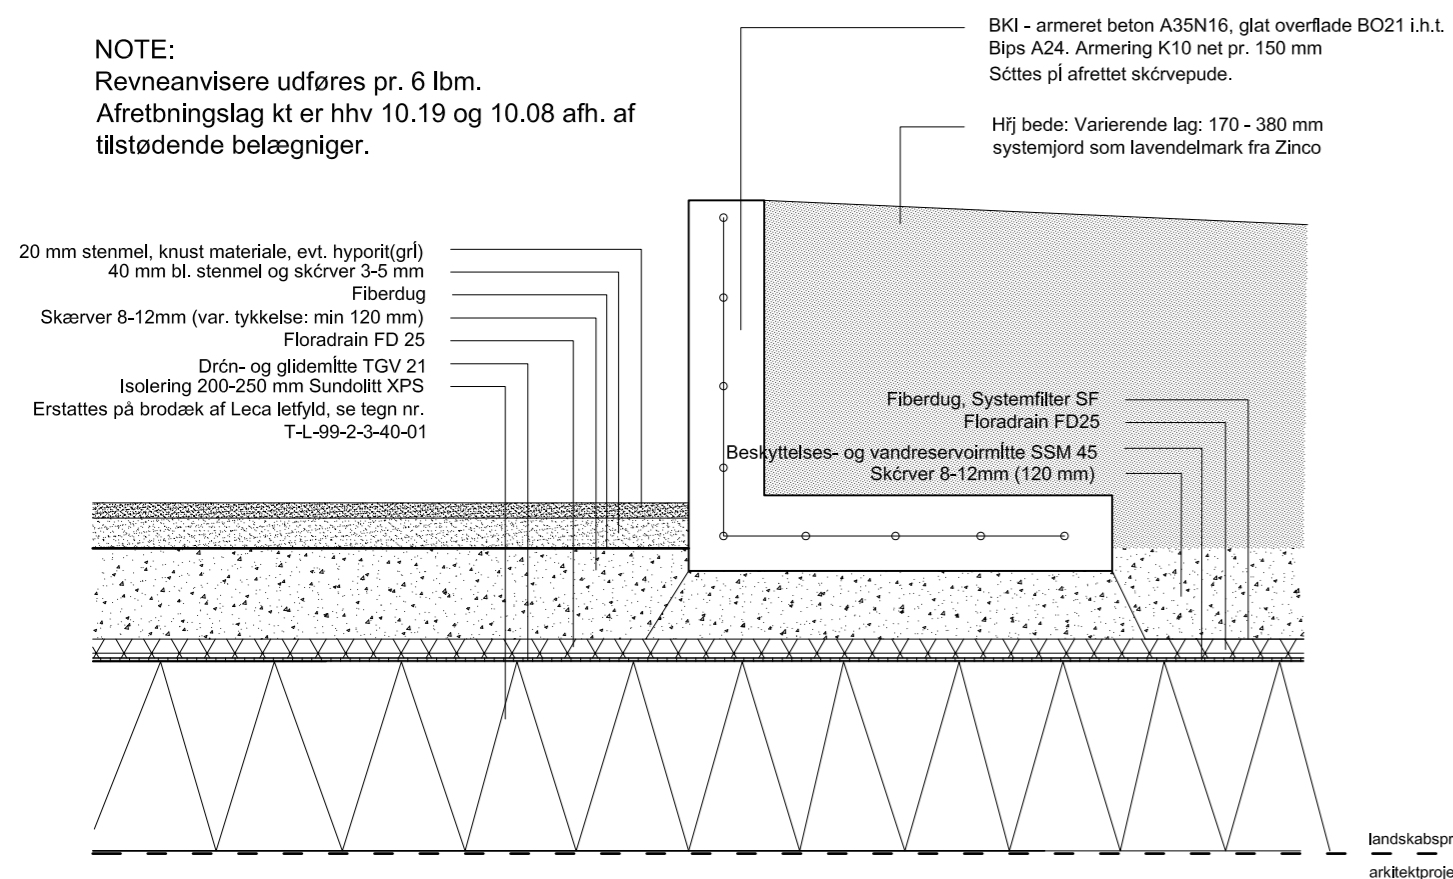 NOTE:
Revneanvisere udføres pr. 6 lbm.
Afretbningslag kt er hhv 10.19 og 10.08 afh. af
tilstødende belægniger.
BKI - armeret beton A35N16, glat overflade BO21 i.h.t.
Bips A24. Armering K10 net pr. 150 mm
Sćttes pĺ afrettet skćrvepude.
Hřj bede: Varierende lag: 170 - 380 mm
systemjord som lavendelmark fra Zinco
20 mm stenmel, knust materiale, evt. hyporit(grĺ)
40 mm bl. stenmel og skćrver 3-5 mm
Fiberdug
Skærver 8-12mm (var. tykkelse: min 120 mm)
Floradrain FD 25
Drćn- og glidemĺtte TGV 21
Isolering 200-250 mm Sundolitt XPS
Erstattes på brodæk af Leca letfyld, se tegn nr.
T-L-99-2-3-40-01
Fiberdug, Systemfilter SF
Floradrain FD25
Beskyttelses- og vandreservoirmĺtte SSM 45
Skćrver 8-12mm (120 mm)
landskabspr
arkitektproje